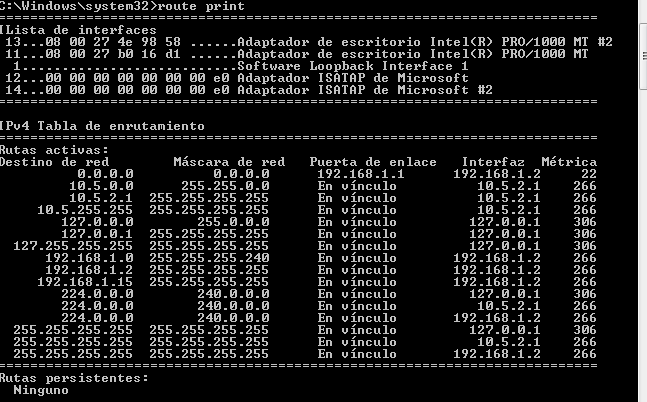 C:\Windows\system32>route print
===========================================================================
ILista de interfaces
 13...08 00 27 4e 98 58 ......Adaptador de escritorio Intel(R) PRO/1000 MT #2
 11...08 00 27 b0 16 d1 ......Adaptador de escritorio Intel(R) PRO/1000 MT
  1...........................Software Loopback Interface 1
 12...00 00 00 00 00 00 00 e0 Adaptador ISATAP de Microsoft
 14...00 00 00 00 00 00 00 e0 Adaptador ISATAP de Microsoft #2
===========================================================================
IPv4 Tabla de enrutamiento
===========================================================================
Rutas activas:
Destino de red        Máscara de red   Puerta de enlace   Interfaz  Métrica
          0.0.0.0          0.0.0.0      192.168.1.1      192.168.1.2     22
         10.5.0.0      255.255.0.0      En vínculo          10.5.2.1    266
         10.5.2.1  255.255.255.255      En vínculo          10.5.2.1    266
     10.5.255.255  255.255.255.255      En vínculo          10.5.2.1    266
        127.0.0.0        255.0.0.0      En vínculo         127.0.0.1    306
        127.0.0.1  255.255.255.255      En vínculo         127.0.0.1    306
  127.255.255.255  255.255.255.255      En vínculo         127.0.0.1    306
      192.168.1.0  255.255.255.240      En vínculo       192.168.1.2    266
      192.168.1.2  255.255.255.255      En vínculo       192.168.1.2    266
     192.168.1.15  255.255.255.255      En vínculo       192.168.1.2    266
        224.0.0.0        240.0.0.0      En vínculo         127.0.0.1    306
        224.0.0.0        240.0.0.0      En vínculo          10.5.2.1    266
        224.0.0.0        240.0.0.0      En vínculo       192.168.1.2    266
  255.255.255.255  255.255.255.255      En vínculo         127.0.0.1    306
  255.255.255.255  255.255.255.255      En vínculo          10.5.2.1    266
  255.255.255.255  255.255.255.255      En vínculo       192.168.1.2    266
===========================================================================
Rutas persistentes:
  Ninguno